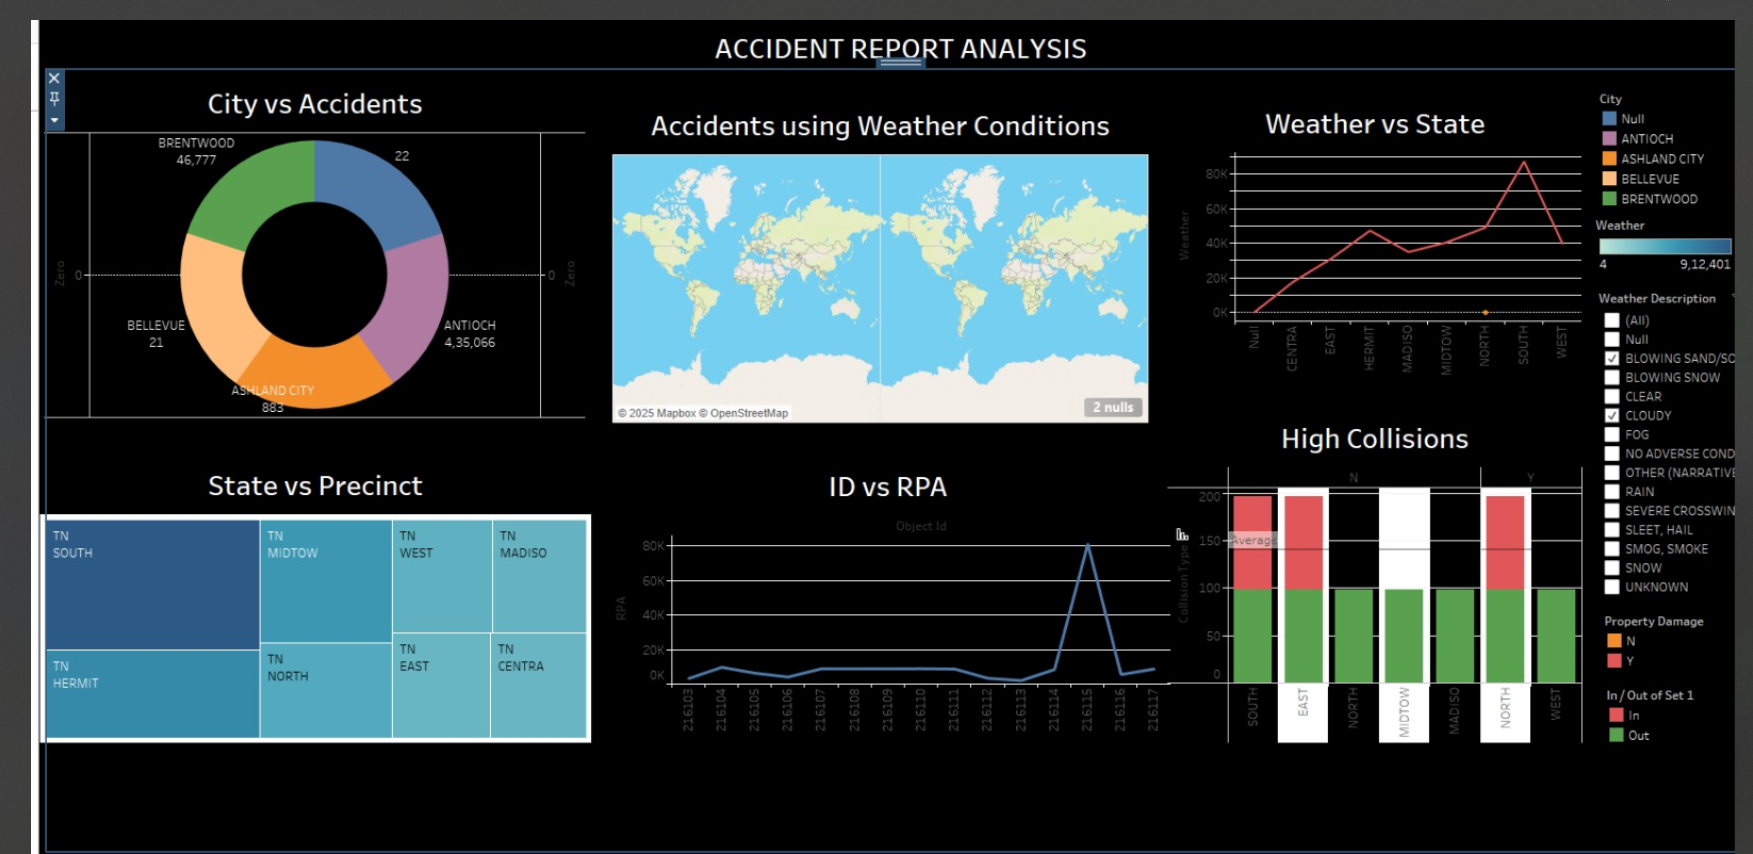 ACCIDENT REPORT ANALYSIS
City vs Accidents
BRENTWOOD
46,777
22
Zero
0
0
Zero
BELLEVUE
21
ANTIOCH
4,35,066
ASHLAND CITY
883
Accidents using Weather Conditions
© 2025 Mapbox © OpenStreetMap
2 nulls
Weather vs State
Weather
80K
60K
40K
20K
0K
Null
CENTRA
EAST
HERMIT
MADISO
MIDTOW
NORTH
SOUTH
WEST
State vs Precinct
TN
SOUTH
TN
HERMIT
TN
MIDTOW
TN
NORTH
TN
WEST
TN
MADISO
TN
EAST
TN
CENTRA
ID vs RPA
Object Id
RPA
80K
60K
40K
20K
0K
216103
216104
216105
216106
216107
216108
216109
216110
216111
216112
216113
216114
216115
216116
216117
High Collisions
N
Y
Collision Type
200
150
100
50
0
Average
SOUTH
EAST
NORTH
MIDTOW
MADISO
NORTH
WEST
City
Null
ANTIOCH
ASHLAND CITY
BELLEVUE
BRENTWOOD
Weather
4
9,12,401
Weather Description
(All)
Null
BLOWING SAND/SO
BLOWING SNOW
CLEAR
CLOUDY
FOG
NO ADVERSE COND
OTHER (NARRATIVE
RAIN
SEVERE CROSSWIN
SLEET, HAIL
SMOG, SMOKE
SNOW
UNKNOWN
Property Damage
N
Y
In / Out of Set 1
In
Out